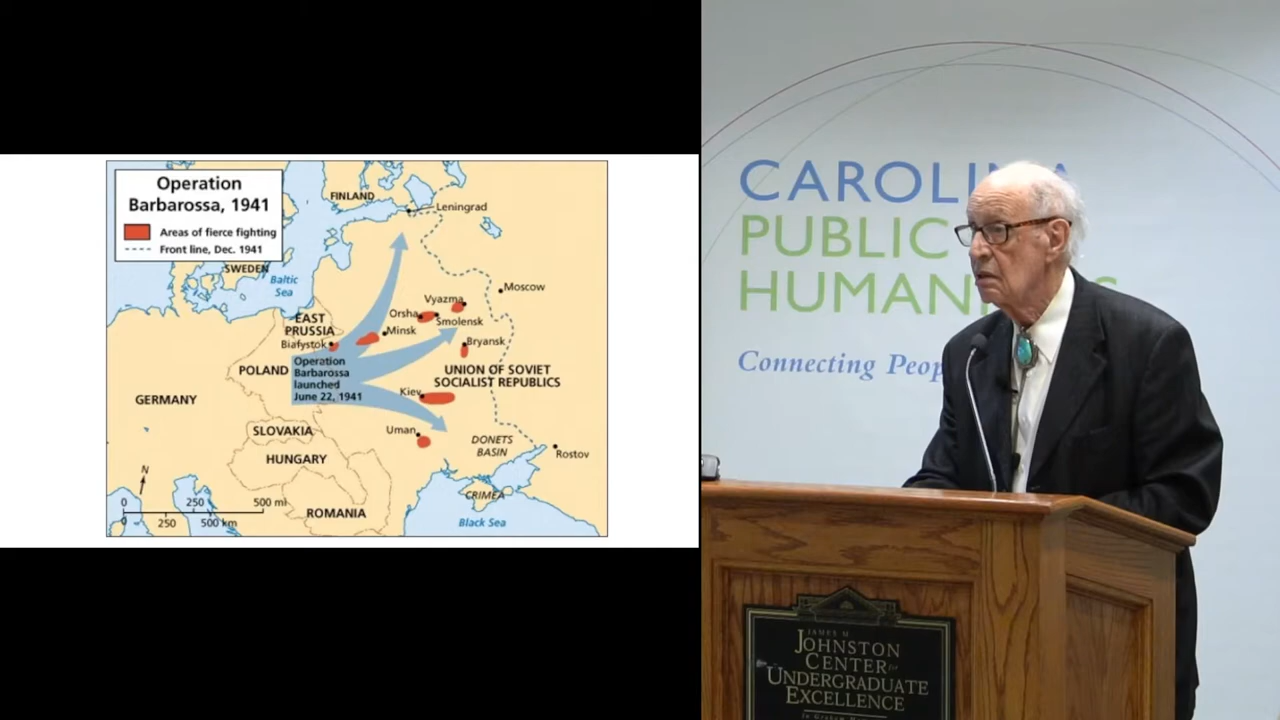 Operation
Barbarossa, 1941
Areas of fierce fighting
Front line, Dec. 1941
FINLAND
Leningrad
SWEDEN
Baltic
Sea
Moscow
Vyazma
EAST
PRUSSIA
Orsha
Smolensk
Minsk
Białystok
Bryansk
Operation
Barbarossa
launched
June 22, 1941
POLAND
UNION OF SOVIET
SOCIALIST REPUBLICS
GERMANY
Kiev
Uman
SLOVAKIA
DONETS
BASIN
Rostov
HUNGARY
N
0 250 500 mi
0 250 500 km
CRIMEA
ROMANIA
Black Sea
CAROLINA
PUBLIC
HUMANI S
Connecting Peop
JAMES M
JOHNSTON
CENTER for
UNDERGRADUATE
EXCELLENCE